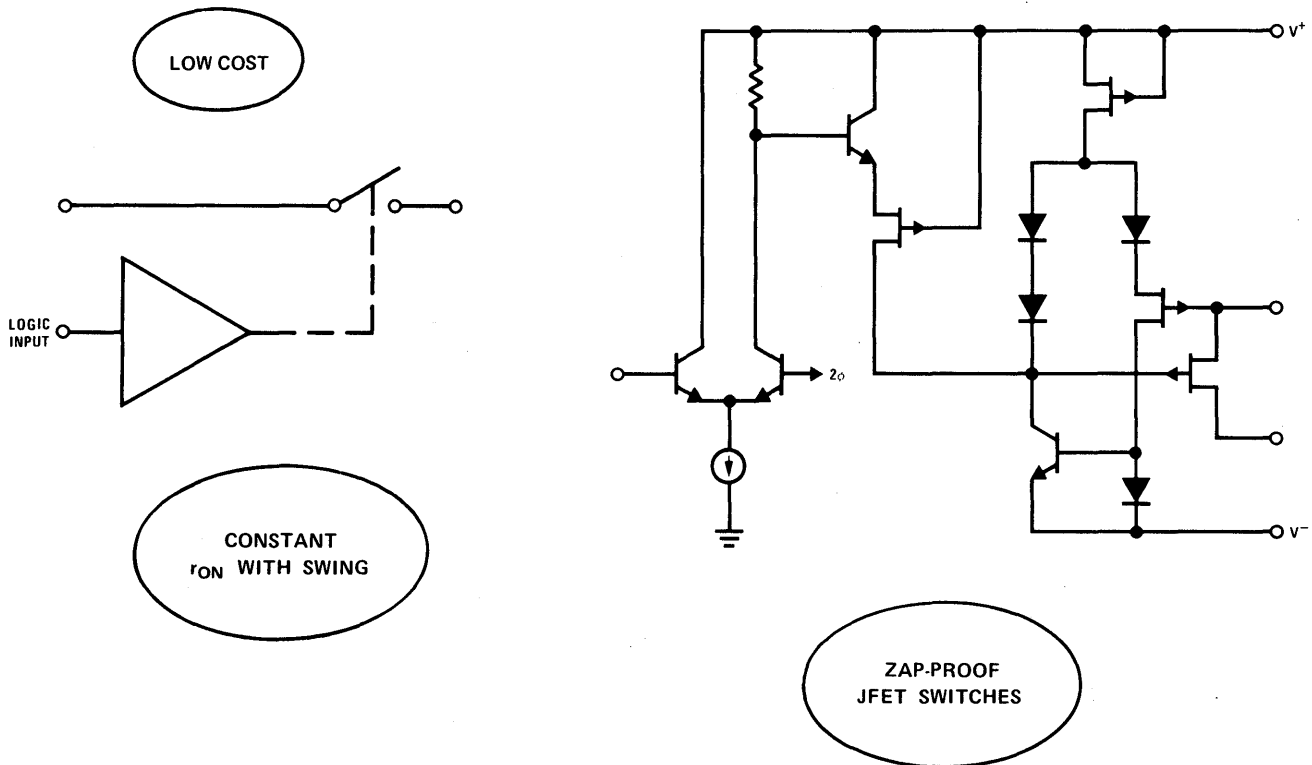 LOW COST
V+
LOGIC
INPUT
2φ
CONSTANT
rON WITH SWING
V−
ZAP-PROOF
JFET SWITCHES